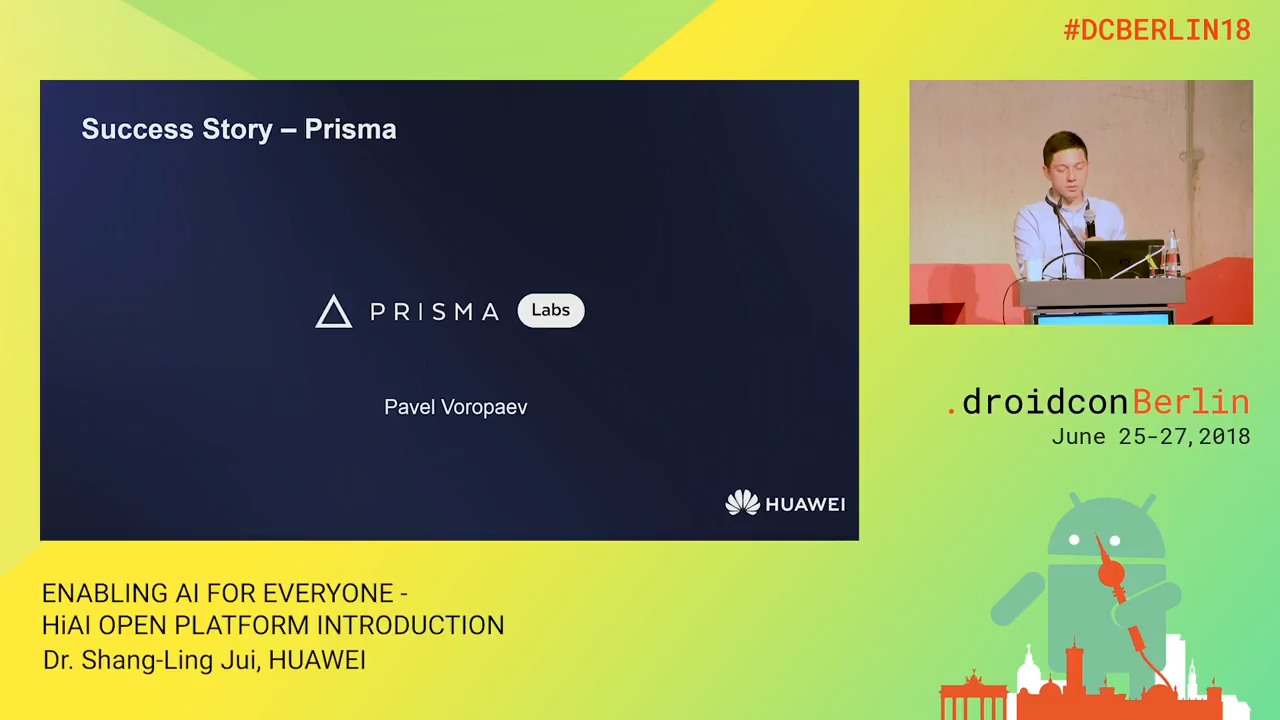 #DCBERLIN18
Success Story – Prisma
PRISMA Labs
Pavel Voropaev
HUAWEI
.droidconBerlin
June 25-27,2018
ENABLING AI FOR EVERYONE -
HiAI OPEN PLATFORM INTRODUCTION
Dr. Shang-Ling Jui, HUAWEI